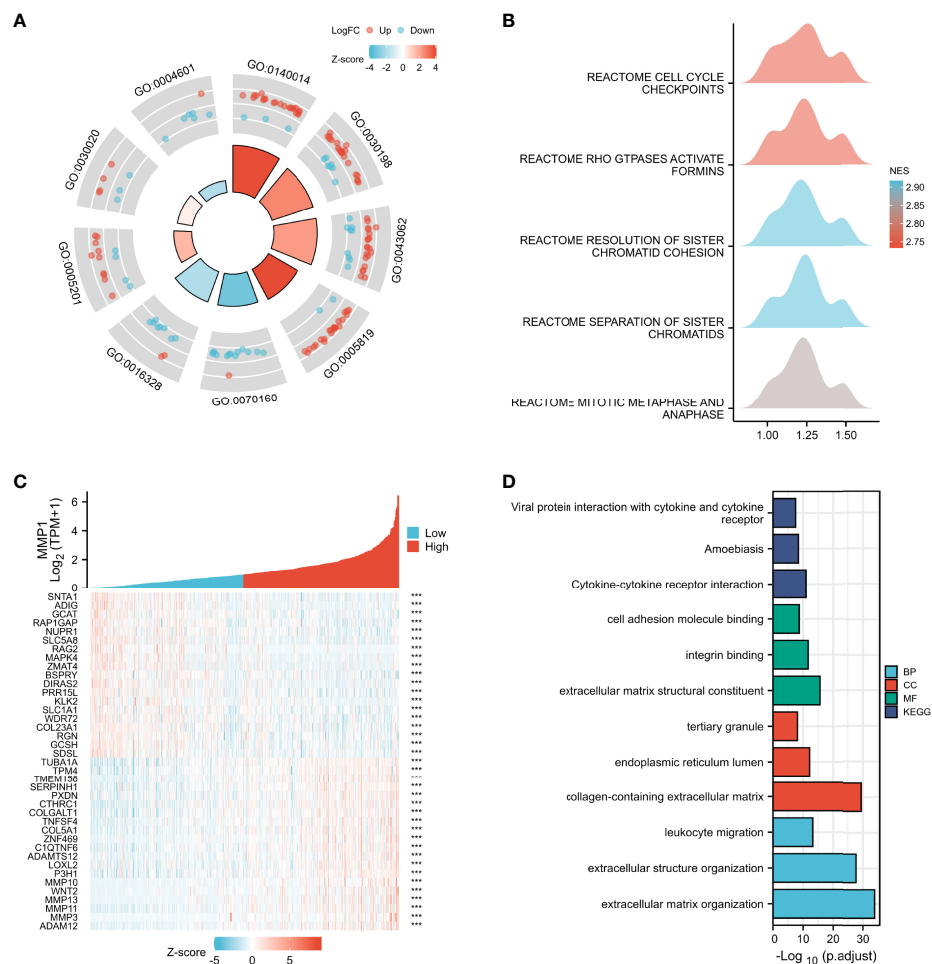 A
LogFC Up Down
Z-score
-4 -2 0 2 4
GO:0140014
GO:0030198
GO:0043062
GO:0005819
GO:0070160
GO:0016328
GO:0005201
GO:0030020
GO:0004601
B
REACTOME CELL CYCLE
CHECKPOINTS
REACTOME RHO GTPASES ACTIVATE
FORMINS
REACTOME RESOLUTION OF SISTER
CHROMATID COHESION
REACTOME SEPARATION OF SISTER
CHROMATIDS
REACTOME MITOTIC METAPHASE AND
ANAPHASE
1.00 1.25 1.50
NES
2.90
2.85
2.80
2.75
C
MMP1
Log2 (TPM+1)
6
4
2
0
Low
High
SNTA1 ***
ADIG ***
GCAT ***
RAP1GAP ***
NUPR1 ***
SLC5A8 ***
RAG2 ***
MAPK4 ***
ZMAT4 ***
BSPRY ***
DIRAS2 ***
PRR15L ***
KLK2 ***
SLC1A1 ***
WDR72 ***
COL23A1 ***
RGN ***
GCSH ***
SDSL ***
TUBA1A ***
TPM4 ***
TMEM158 ***
SERPINH1 ***
PXDN ***
CTHRC1 ***
COLGALT1 ***
TNFSF4 ***
COL5A1 ***
ZNF469 ***
C1QTNF6 ***
ADAMTS12 ***
LOXL2 ***
P3H1 ***
MMP10 ***
WNT2 ***
MMP13 ***
MMP11 ***
MMP3 ***
ADAM12 ***
Z-score
-5 0 5
D
Viral protein interaction with cytokine and cytokine
receptor
Amoebiasis
Cytokine-cytokine receptor interaction
cell adhesion molecule binding
integrin binding
extracellular matrix structural constituent
tertiary granule
endoplasmic reticulum lumen
collagen-containing extracellular matrix
leukocyte migration
extracellular structure organization
extracellular matrix organization
0 10 20 30
-Log 10 (p.adjust)
BP
CC
MF
KEGG